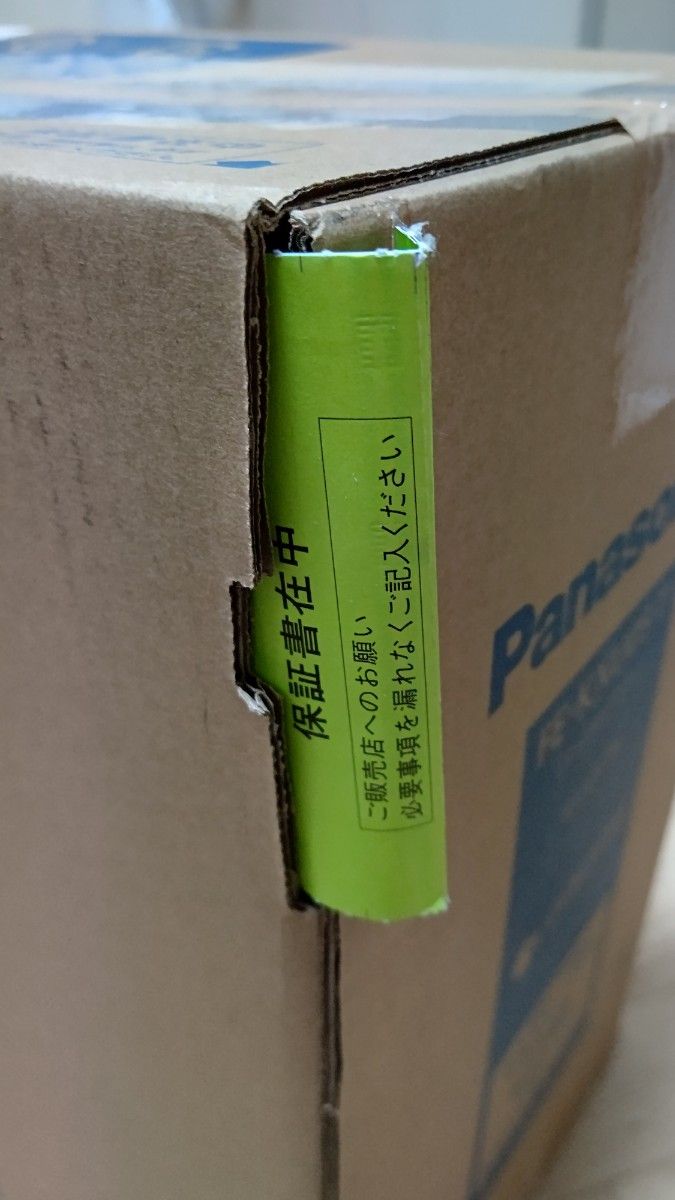 保証書在中
ご販売店へのお願い
必要事項を漏れなくご記入ください
Panaso